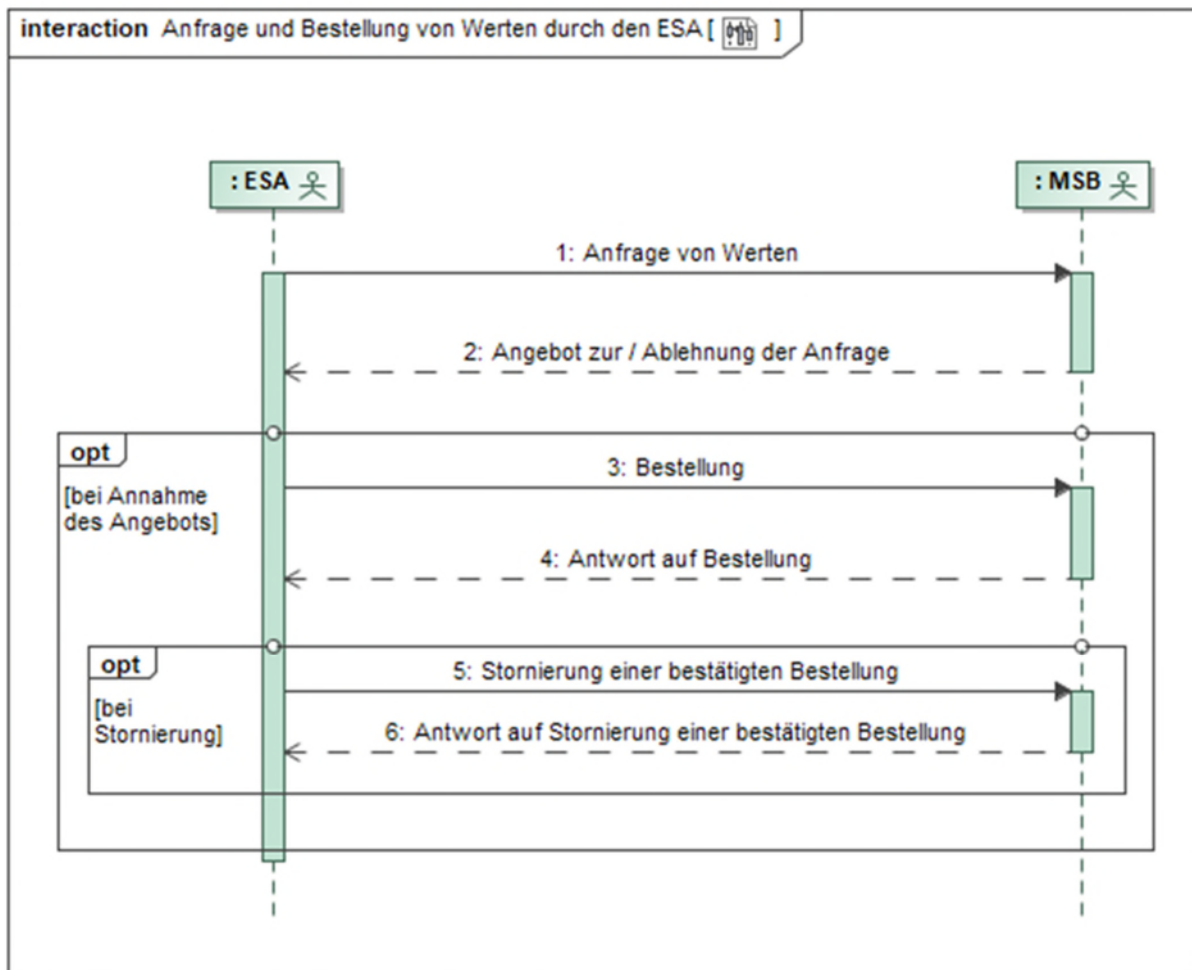 interaction Anfrage und Bestellung von Werten durch den ESA [ ]
: ESA
: MSB
1: Anfrage von Werten
2: Angebot zur / Ablehnung der Anfrage
opt
[bei Annahme
des Angebots]
3: Bestellung
4: Antwort auf Bestellung
opt
[bei
Stornierung]
5: Stornierung einer bestätigten Bestellung
6: Antwort auf Stornierung einer bestätigten Bestellung